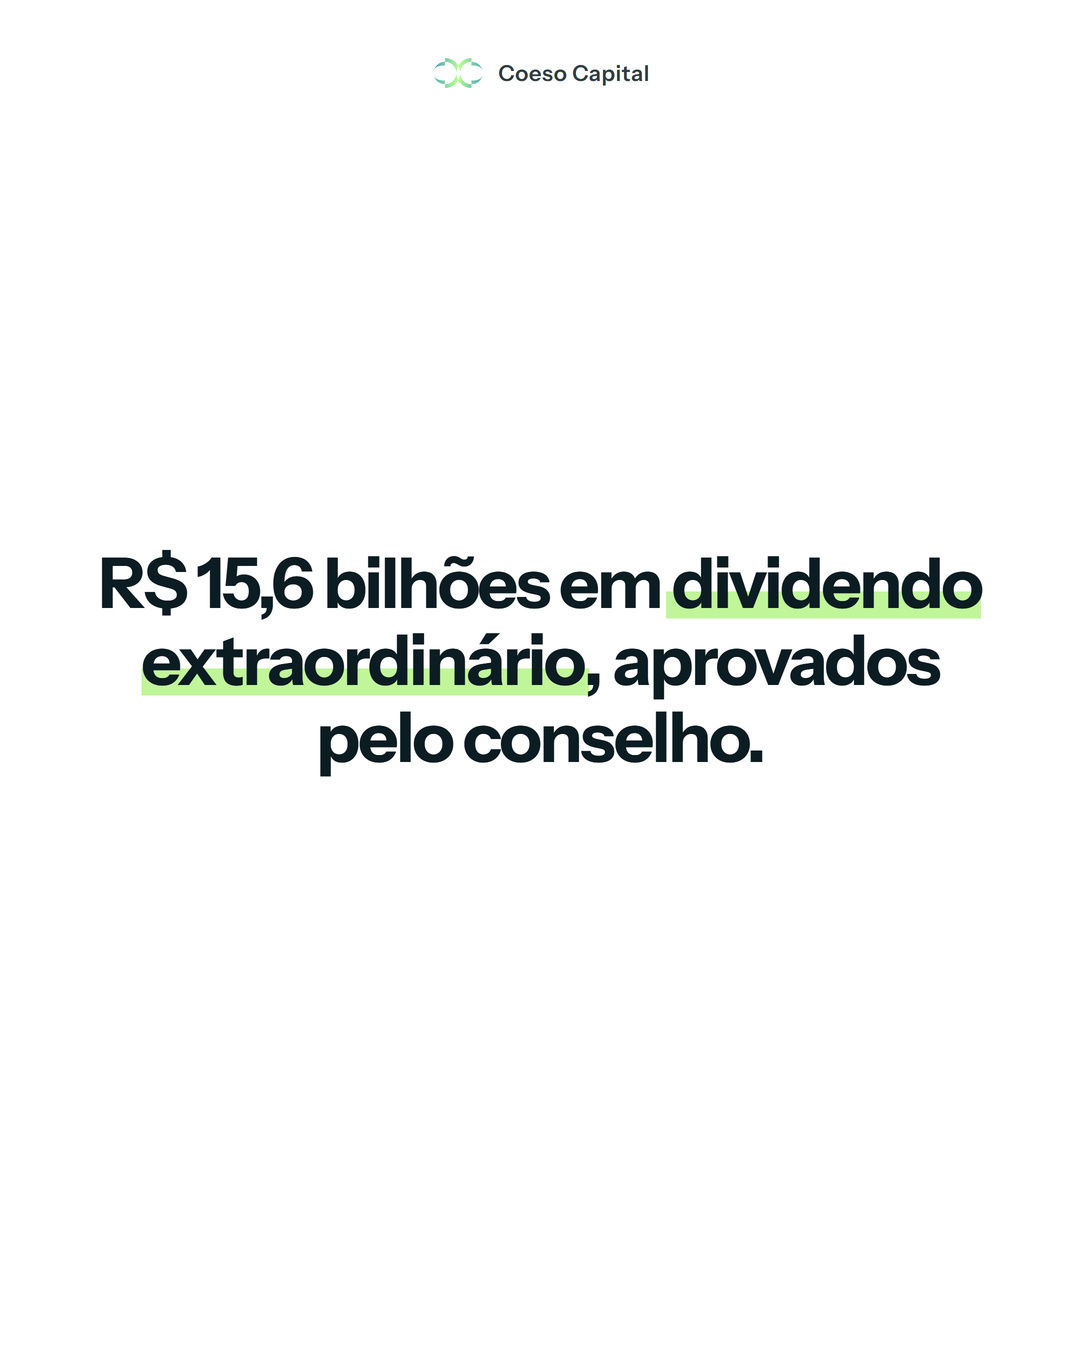 Coeso Capital
R$ 15,6 bilhões em dividendo
extraordinário, aprovados
pelo conselho.